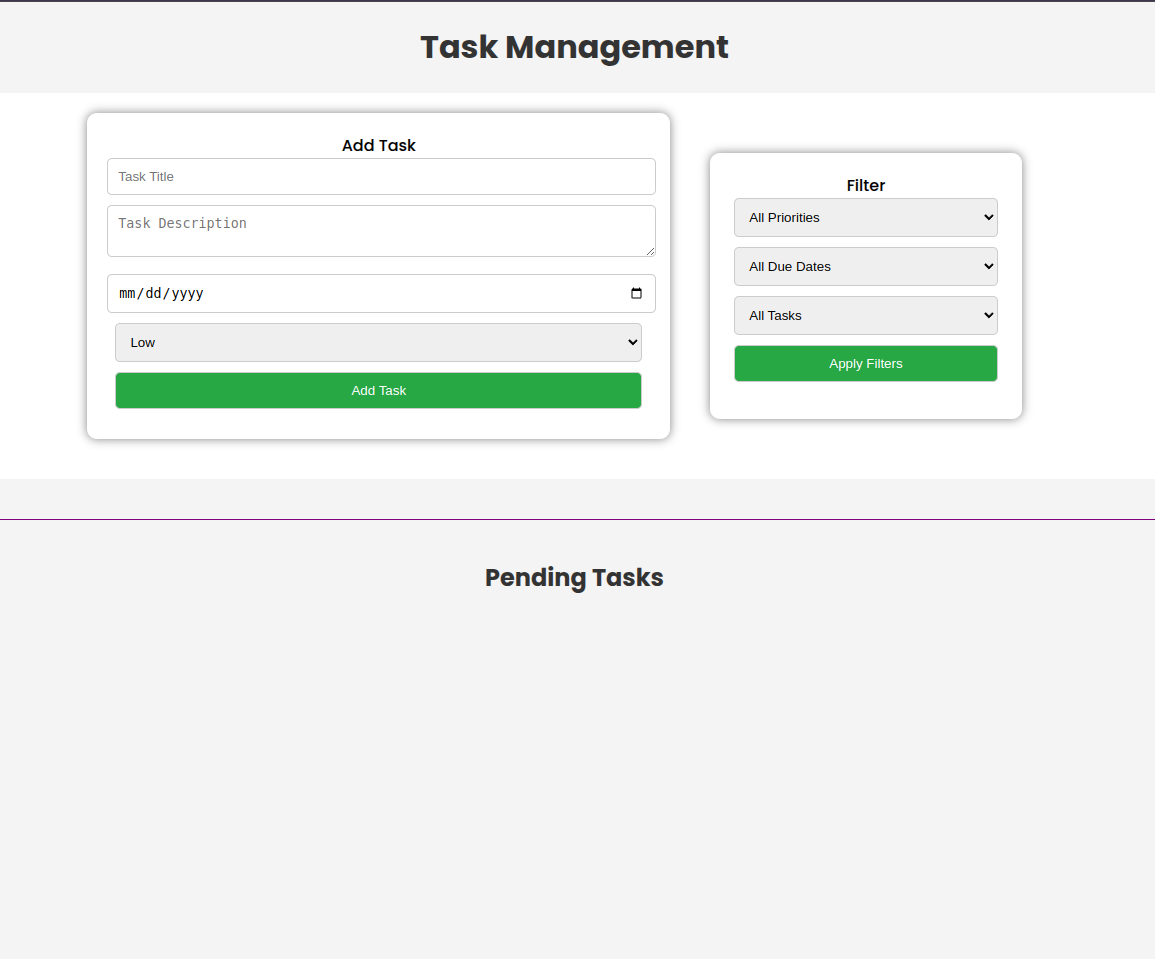 Task Management
Add Task
Task Title
Task Description
mm/dd/yyyy
Low
Add Task
Filter
All Priorities
All Due Dates
All Tasks
Apply Filters
Pending Tasks